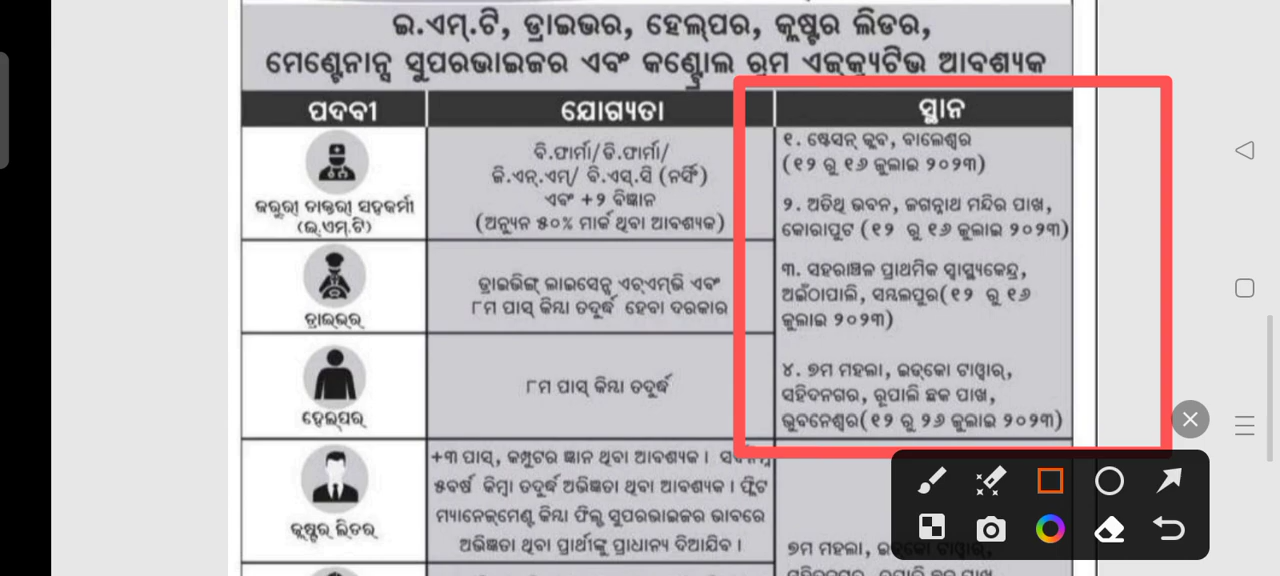 ଇ.ଏମ୍.ଟି, ଡ୍ରାଇଭର, ହେଲ୍‌ପର, କ୍ଲଷ୍ଟର ଲିଡର,
ମେଣ୍ଟେନାନ୍ସ ସୁପରଭାଇଜର ଏବଂ କଣ୍ଟ୍ରୋଲ ରୁମ ଏକ୍‌କ୍ୟୁଟିଭ ଆବଶ୍ୟକ
ପଦବୀ ଯୋଗ୍ୟତା ସ୍ଥାନ
ଜରୁରୀ ଡାକ୍ତରୀ ସହକର୍ମୀ
(ଇ.ଏମ୍.ଟି)
ବି.ଫାର୍ମା/ଡି.ଫାର୍ମା/
ଜି.ଏନ୍.ଏମ୍/ ବି.ଏସ୍.ସି (ନର୍ସିଂ)
ଏବଂ +୨ ବିଜ୍ଞାନ
(ଅନ୍ୟୁନ ୫୦% ମାର୍କ ଥିବା ଆବଶ୍ୟକ)
ଡ୍ରାଇଭର୍
ଡ୍ରାଇଭିଙ୍ଗ୍ ଲାଇସେନ୍ସ ଏଚ୍ଏମ୍‌ଭି ଏବଂ
୮ମ ପାସ୍ କିମ୍ବା ତଦୁର୍ଦ୍ଧ ହେବା ଦରକାର
ହେଲ୍‌ପର୍
୮ମ ପାସ୍ କିମ୍ବା ତଦୁର୍ଦ୍ଧ
କ୍ଲଷ୍ଟର୍ ଲିଡର୍
+୩ ପାସ୍, କମ୍ପୁଟର ଜ୍ଞାନ ଥିବା ଆବଶ୍ୟକ ।
୫ବର୍ଷ କିମ୍ବା ତଦୁର୍ଦ୍ଧ ଅଭିଜ୍ଞତା ଥିବା ଆବଶ୍ୟକ । ଫ୍ଲିଟ
ମ୍ୟାନେଜ୍‌ମେଣ୍ଟ କିମ୍ବା ଫିଲ୍ଡ ସୁପରଭାଇଜର ଭାବରେ
ଅଭିଜ୍ଞତା ଥିବା ପ୍ରାର୍ଥୀଙ୍କୁ ପ୍ରାଧାନ୍ୟ ଦିଆଯିବ ।
୧. ଷ୍ଟେସନ୍ କ୍ଲବ, ବାଲେଶ୍ୱର
(୧୨ ରୁ ୧୬ ଜୁଲାଇ ୨୦୨୩)
୨. ଅତିଥି ଭବନ, ଜଗନ୍ନାଥ ମନ୍ଦିର ପାଖ,
କୋରାପୁଟ (୧୨ ରୁ ୧୬ ଜୁଲାଇ ୨୦୨୩)
୩. ସହରାଞ୍ଚଳ ପ୍ରାଥମିକ ସ୍ୱାସ୍ଥ୍ୟକେନ୍ଦ୍ର,
ଅଇଁଠାପାଲି, ସମ୍ବଲପୁର(୧୨ ରୁ ୧୬
ଜୁଲାଇ ୨୦୨୩)
୪. ୭ମ ମହଲା, ଇଡ୍‌କୋ ଟାୱାର୍,
ସହିଦନଗର, ରୂପାଲି ଛକ ପାଖ,
ଭୁବନେଶ୍ୱର(୧୨ ରୁ ୨୬ ଜୁଲାଇ ୨୦୨୩)
୭ମ ମହଲା, ଇଡ୍‌କୋ ଟାୱାର୍,